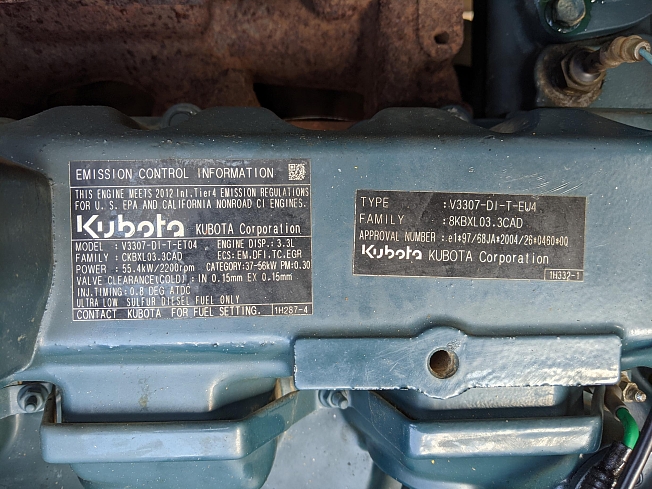 EMISSION CONTROL INFORMATION
THIS ENGINE MEETS 2012 Int.Tier4 EMISSION REGULATIONS
FOR U. S. EPA AND CALIFORNIA NONROAD CI ENGINES.
Kubota KUBOTA Corporation
MODEL : V3307-DI-T-ET04 ENGINE DISP.: 3.3L
FAMILY : CKBXL03.3CAD ECS:EM,DFI,TC,EGR
POWER : 55.4kW/2200rpm CATEGORY:37-56kW PM:0.30
VALVE CLEARANCE(COLD) : IN 0.15mm EX 0.15mm
INJ.TIMING : 0.8 DEG ATDC
ULTRA LOW SULFUR DIESEL FUEL ONLY
CONTACT KUBOTA FOR FUEL SETTING. 1H287-4
TYPE : V3307-DI-T-EU4
FAMILY : 8KBXL03.3CAD
APPROVAL NUMBER : e1*97/68JA*2004/26*0460*00
Kubota KUBOTA Corporation
1H332-1